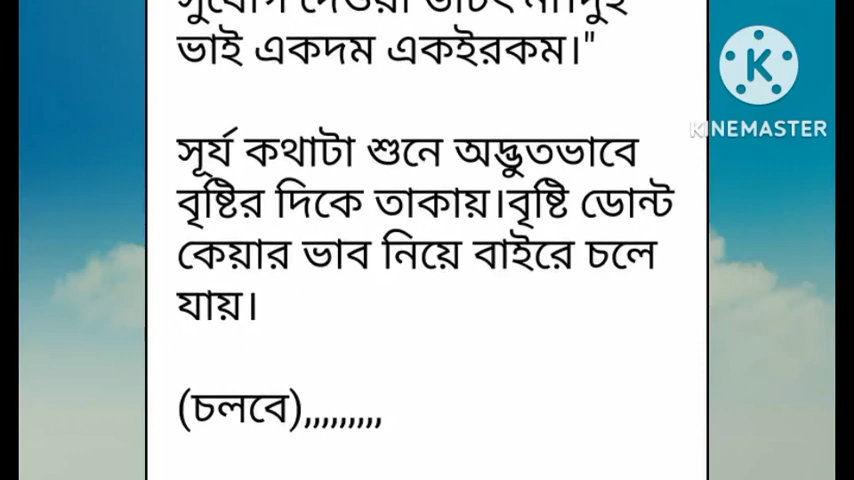 ভাই একদম একইরকম।"
সূর্য কথাটা শুনে অদ্ভুতভাবে
বৃষ্টির দিকে তাকায়।বৃষ্টি ডোন্ট
কেয়ার ভাব নিয়ে বাইরে চলে
যায়।
(চলবে),,,,,,,,,
KINEMASTER